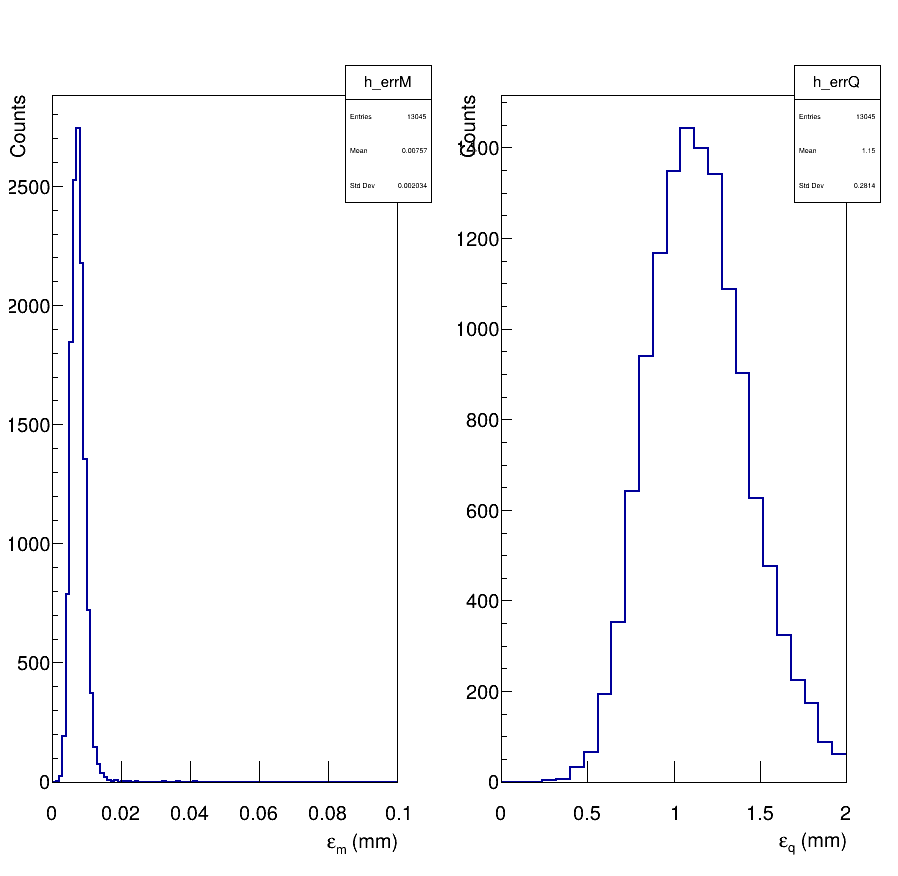 h_errM
Entries 13045
Mean 0.00757
Std Dev 0.002034
Counts
2500
2000
1500
1000
500
0
0 0.02 0.04 0.06 0.08 0.1
εm (mm)
h_errQ
Entries 13045
Mean 1.15
Std Dev 0.2814
Counts
1400
1200
1000
800
600
400
200
0
0 0.5 1 1.5 2
εq (mm)